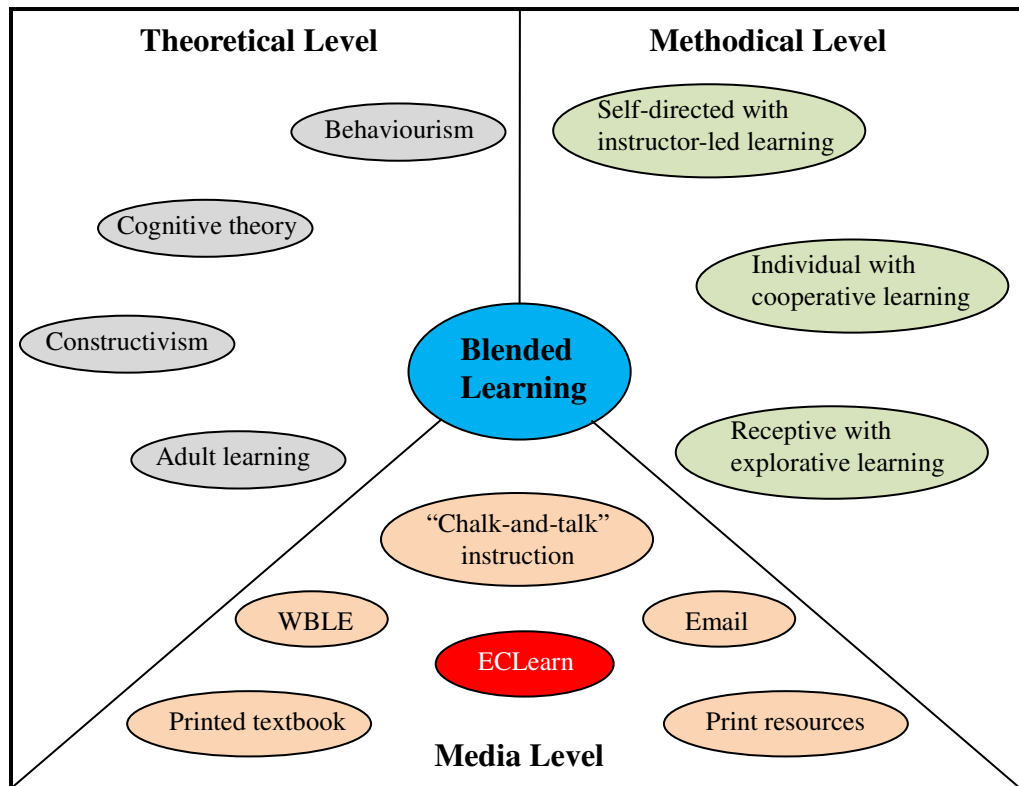 Theoretical Level
Behaviourism
Cognitive theory
Constructivism
Adult learning
Methodical Level
Self-directed with
instructor-led learning
Individual with
cooperative learning
Receptive with
explorative learning
Blended
Learning
“Chalk-and-talk”
instruction
WBLE
Email
ECLearn
Printed textbook
Print resources
Media Level